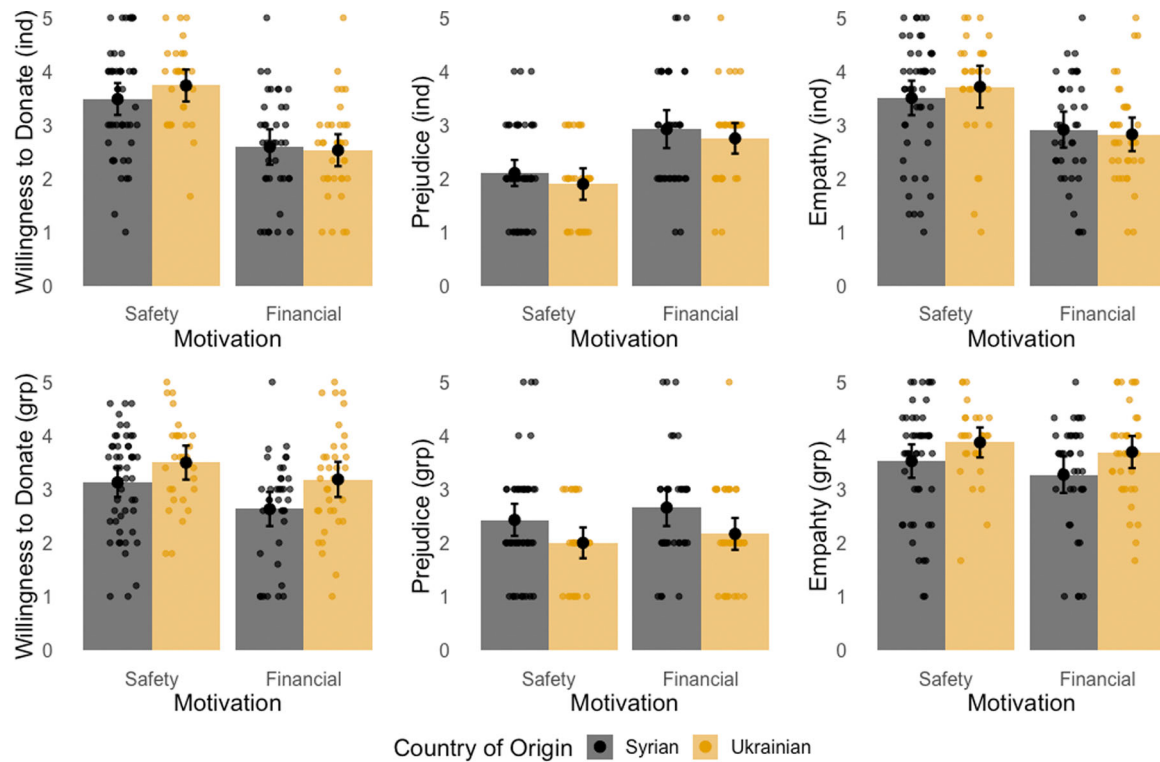 Willingness to Donate (ind)
5
4
3
2
1
0
Safety Financial
Motivation
Prejudice (ind)
5
4
3
2
1
0
Safety Financial
Motivation
Empathy (ind)
5
4
3
2
1
0
Safety Financial
Motivation
Willingness to Donate (grp)
5
4
3
2
1
0
Safety Financial
Motivation
Prejudice (grp)
5
4
3
2
1
0
Safety Financial
Motivation
Empahty (grp)
5
4
3
2
1
0
Safety Financial
Motivation
Country of Origin Syrian Ukrainian